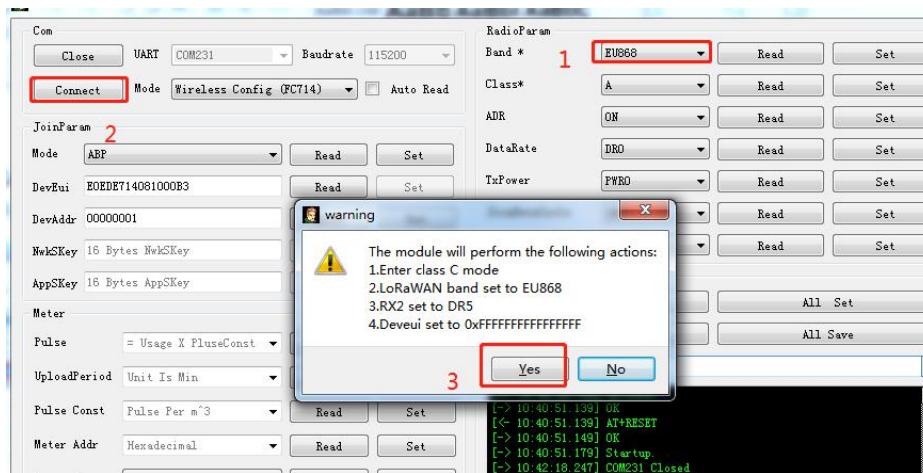 Com
Close UART COM231 Baudrate 115200
Connect Mode Wireless Config (FC714) Auto Read
2
JoinParam
Mode ABP Read Set
DevEui E0EDE714081000B3 Read Set
DevAddr 00000001
NwkSKey 16 Bytes NwkSKey
AppSKey 16 Bytes AppSKey
Meter
Pulse = Usage X PluseConst
UploadPeriod Unit Is Min
Pulse Const Pulse Per m^3 Read Set
Meter Addr Hexadecimal Read Set
RadioParam
Band * 1 EU868 Read Set
Class* A Read Set
ADR ON Read Set
DataRate DR0 Read Set
TxPower PWR0 Read Set
Read Set
Read Set
All Set
All Save
warning
The module will perform the following actions:
1.Enter class C mode
2.LoRaWAN band set to EU868
3.RX2 set to DR5
4.Deveui set to 0xFFFFFFFFFFFFFFFF
3 Yes No
[-> 10:40:51.139] OK
[<- 10:40:51.139] AT+RESET
[-> 10:40:51.149] OK
[-> 10:40:51.179] Startup.
[-> 10:42:18.247] COM231 Closed